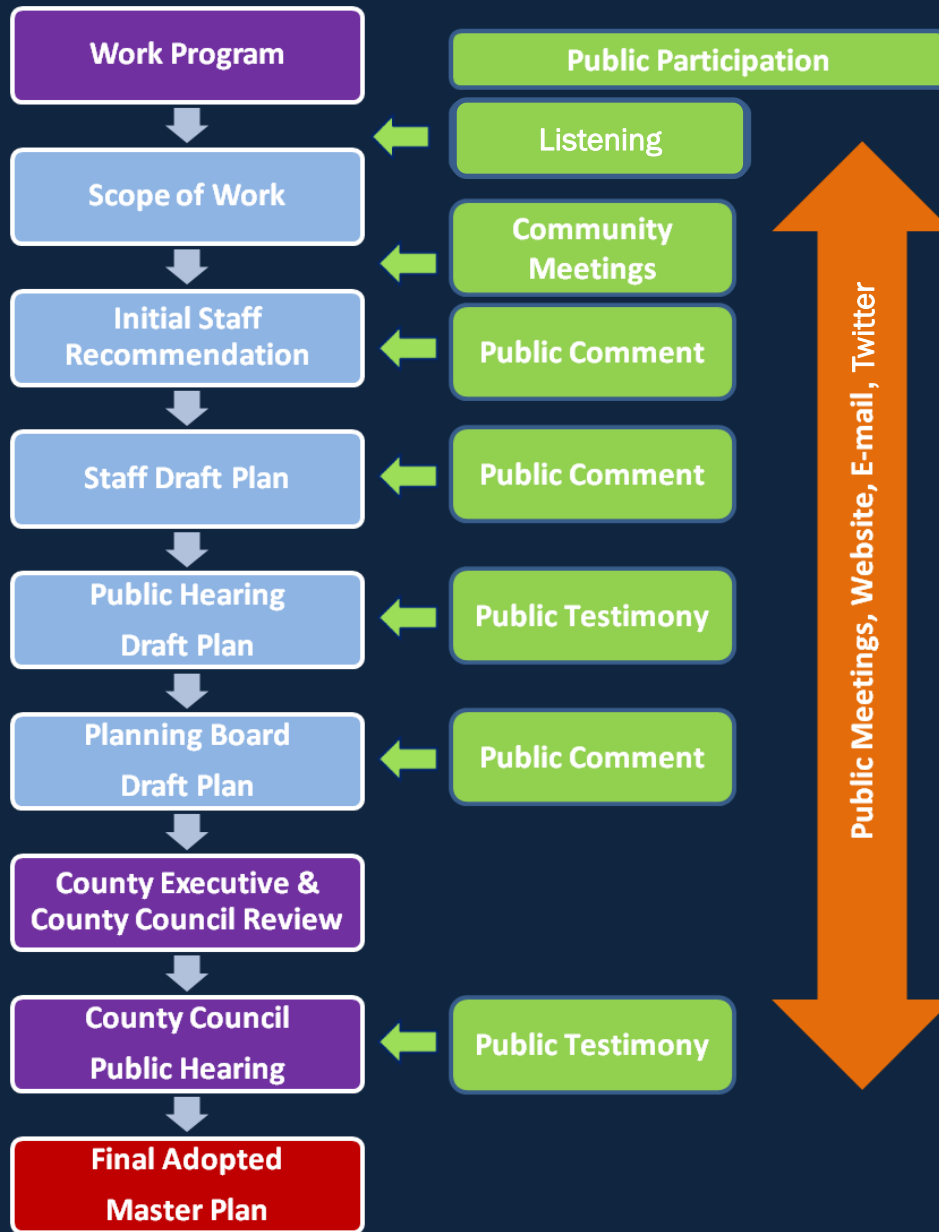 Work Program
Public Participation
Listening
Scope of Work
Community
Meetings
Initial Staff
Recommendation
Public Comment
Staff Draft Plan
Public Comment
Public Hearing
Draft Plan
Public Testimony
Planning Board
Draft Plan
Public Comment
County Executive &
County Council Review
County Council
Public Hearing
Public Testimony
Final Adopted
Master Plan
Public Meetings, Website, E-mail, Twitter